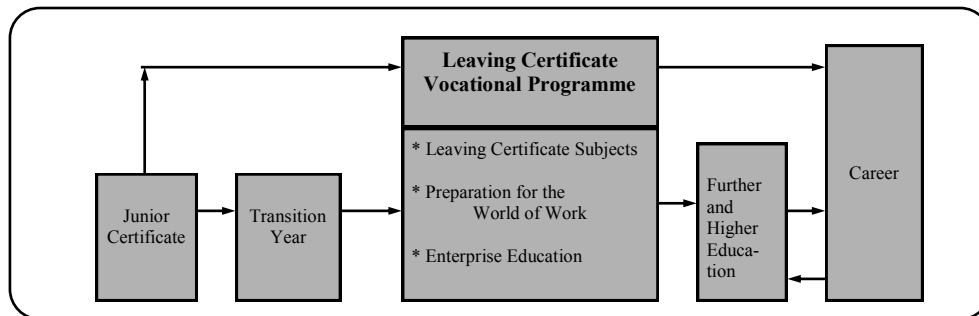 Leaving Certificate
Vocational Programme
* Leaving Certificate Subjects
* Preparation for the
World of Work
* Enterprise Education
Junior
Certificate
Transition
Year
Further
and
Higher
Educa-
tion
Career